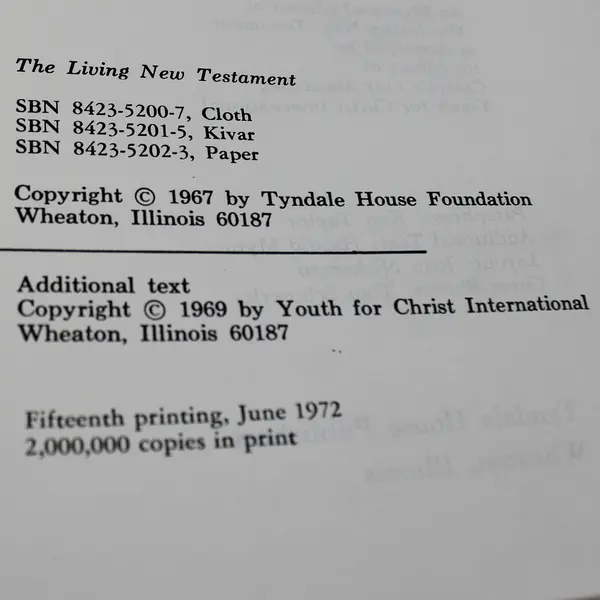 The Living New Testament
SBN 8423-5200-7, Cloth
SBN 8423-5201-5, Kivar
SBN 8423-5202-3, Paper
Copyright © 1967 by Tyndale House Foundation
Wheaton, Illinois 60187
Additional text
Copyright © 1969 by Youth for Christ International
Wheaton, Illinois 60187
Fifteenth printing, June 1972
2,000,000 copies in print